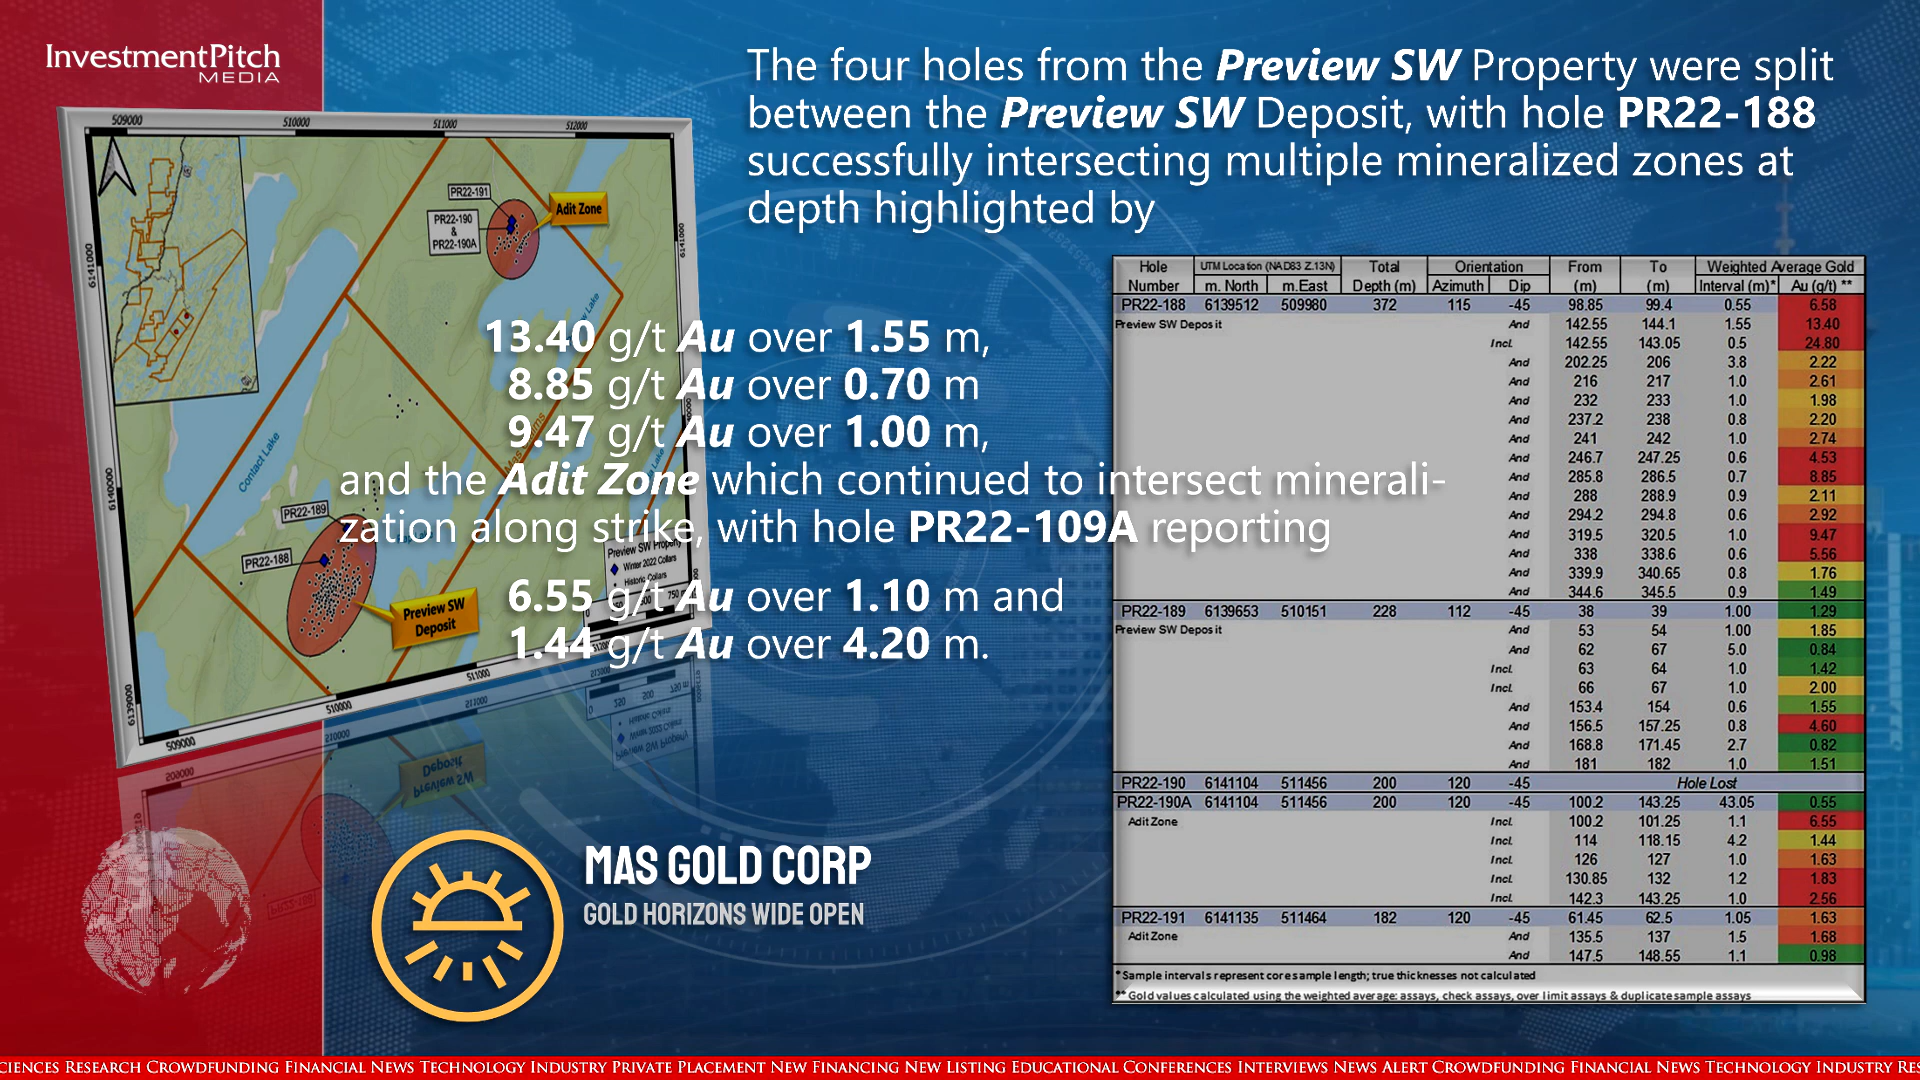 InvestmentPitch
MEDIA
The four holes from the Preview SW Property were split
between the Preview SW Deposit, with hole PR22-188
successfully intersecting multiple mineralized zones at
depth highlighted by
13.40 g/t Au over 1.55 m,
8.85 g/t Au over 0.70 m
9.47 g/t Au over 1.00 m,
and the Adit Zone which continued to intersect minerali-
zation along strike, with hole PR22-109A reporting
6.55 g/t Au over 1.10 m and
1.44 g/t Au over 4.20 m.
509000 510000 511000 512000
6141000
6141000
PR22-191
PR22-190
&
PR22-190A
Adit Zone
Contact Lake
6140000
PR22-189
PR22-188
Preview SW Property
Winter 2022 Collars
Historic Collars
Preview SW
Deposit
6139000
509000 510000 511000
Hole UTM Location (NAD83 Z.13N) Total Orientation From To Weighted Average Gold
Number m. North m.East Depth (m) Azimuth Dip (m) (m) Interval (m)* Au (g/t) **
PR22-188 6139512 509980 372 115 -45 98.85 99.4 0.55 6.58
Preview SW Deposit And 142.55 144.1 1.55 13.40
Incl. 142.55 143.05 0.5 24.80
And 202.25 206 3.8 2.22
And 216 217 1.0 2.61
And 232 233 1.0 1.98
And 237.2 238 0.8 2.20
And 241 242 1.0 2.74
And 246.7 247.25 0.6 4.53
And 285.8 286.5 0.7 8.85
And 288 288.9 0.9 2.11
And 294.2 294.8 0.6 2.92
And 319.5 320.5 1.0 9.47
And 338 338.6 0.6 5.56
And 339.9 340.65 0.8 1.76
And 344.6 345.5 0.9 1.49
PR22-189 6139653 510151 228 112 -45 38 39 1.00 1.29
Preview SW Deposit And 53 54 1.00 1.85
And 62 67 5.0 0.84
Incl. 63 64 1.0 1.42
Incl. 66 67 1.0 2.00
And 153.4 154 0.6 1.55
And 156.5 157.25 0.8 4.60
And 168.8 171.45 2.7 0.82
And 181 182 1.0 1.51
PR22-190 6141104 511456 200 120 -45 Hole Lost
PR22-190A 6141104 511456 200 120 -45 100.2 143.25 43.05 0.55
Adit Zone Incl. 100.2 101.25 1.1 6.55
Incl. 114 118.15 4.2 1.44
Incl. 126 127 1.0 1.63
Incl. 130.85 132 1.2 1.83
Incl. 142.3 143.25 1.0 2.56
PR22-191 6141135 511464 182 120 -45 61.45 62.5 1.05 1.63
Adit Zone And 135.5 137 1.5 1.68
And 147.5 148.55 1.1 0.98
* Sample intervals represent core sample length; true thicknesses not calculated
** Gold values calculated using the weighted average: assays, check assays, over limit assays & duplicate sample assays
MAS GOLD CORP
GOLD HORIZONS WIDE OPEN
CIENCES RESEARCH CROWDFUNDING FINANCIAL NEWS TECHNOLOGY INDUSTRY PRIVATE PLACEMENT NEW FINANCING NEW LISTING EDUCATIONAL CONFERENCES INTERVIEWS NEWS ALERT CROWDFUNDING FINANCIAL NEWS TECHNOLOGY INDUSTRY RES